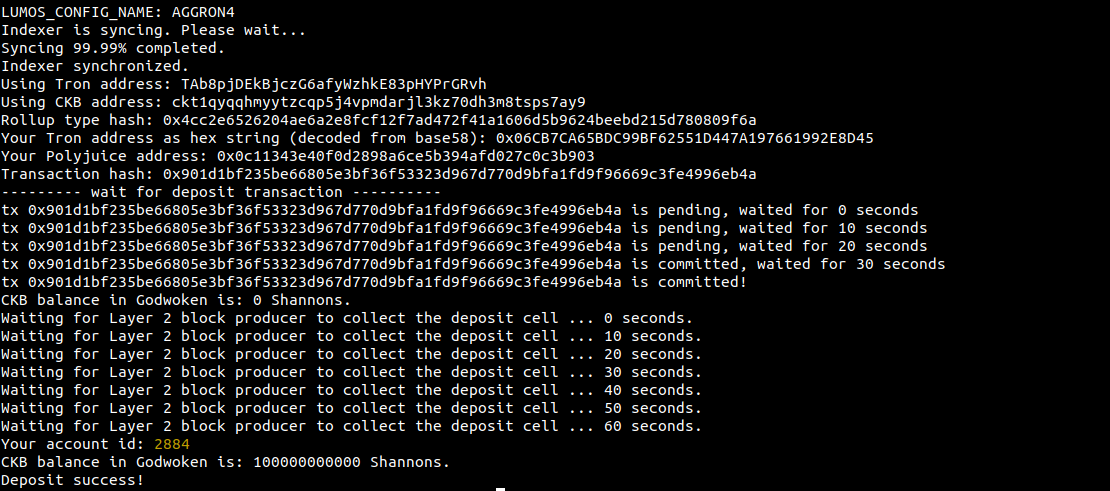 LUMOS_CONFIG_NAME: AGGRON4
Indexer is syncing. Please wait...
Syncing 99.99% completed.
Indexer synchronized.
Using Tron address: TAb8pjDEkBjczG6afyWzhkE83pHYPrGRvh
Using CKB address: ckt1qyqqhmyytzcqp5j4vpmdarjl3kz70dh3m8tsps7ay9
Rollup type hash: 0x4cc2e6526204ae6a2e8fcf12f7ad472f41a1606d5b9624beebd215d780809f6a
Your Tron address as hex string (decoded from base58): 0x06CB7CA65BDC99BF62551D447A197661992E8D45
Your Polyjuice address: 0x0c11343e40f0d2898a6ce5b394afd027c0c3b903
Transaction hash: 0x901d1bf235be66805e3bf36f53323d967d770d9bfa1fd9f96669c3fe4996eb4a
--------- wait for deposit transaction ----------
tx 0x901d1bf235be66805e3bf36f53323d967d770d9bfa1fd9f96669c3fe4996eb4a is pending, waited for 0 seconds
tx 0x901d1bf235be66805e3bf36f53323d967d770d9bfa1fd9f96669c3fe4996eb4a is pending, waited for 10 seconds
tx 0x901d1bf235be66805e3bf36f53323d967d770d9bfa1fd9f96669c3fe4996eb4a is pending, waited for 20 seconds
tx 0x901d1bf235be66805e3bf36f53323d967d770d9bfa1fd9f96669c3fe4996eb4a is committed, waited for 30 seconds
tx 0x901d1bf235be66805e3bf36f53323d967d770d9bfa1fd9f96669c3fe4996eb4a is committed!
CKB balance in Godwoken is: 0 Shannons.
Waiting for Layer 2 block producer to collect the deposit cell ... 0 seconds.
Waiting for Layer 2 block producer to collect the deposit cell ... 10 seconds.
Waiting for Layer 2 block producer to collect the deposit cell ... 20 seconds.
Waiting for Layer 2 block producer to collect the deposit cell ... 30 seconds.
Waiting for Layer 2 block producer to collect the deposit cell ... 40 seconds.
Waiting for Layer 2 block producer to collect the deposit cell ... 50 seconds.
Waiting for Layer 2 block producer to collect the deposit cell ... 60 seconds.
Your account id: 2884
CKB balance in Godwoken is: 100000000000 Shannons.
Deposit success!